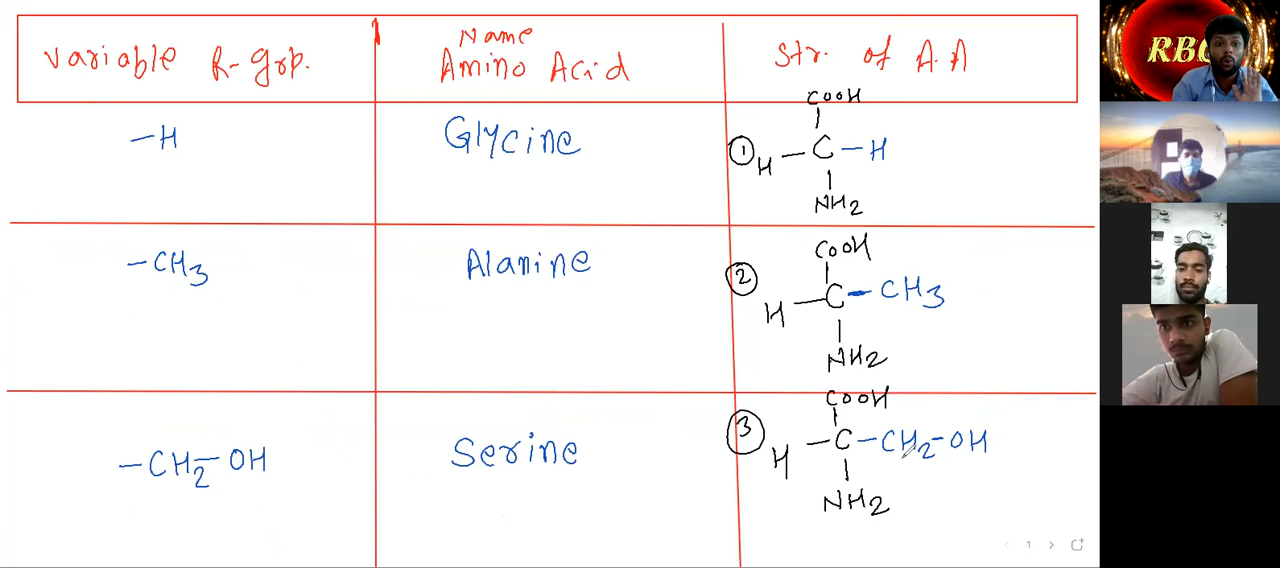 Variable R-grp.
Name
Amino Acid
Str. of A.A
-H
Glycine
①
COOH
H-C-H
NH2
-CH3
Alanine
②
COOH
H-C-CH3
NH2
-CH2-OH
Serine
③
COOH
H-C-CH2-OH
NH2
1
RBC